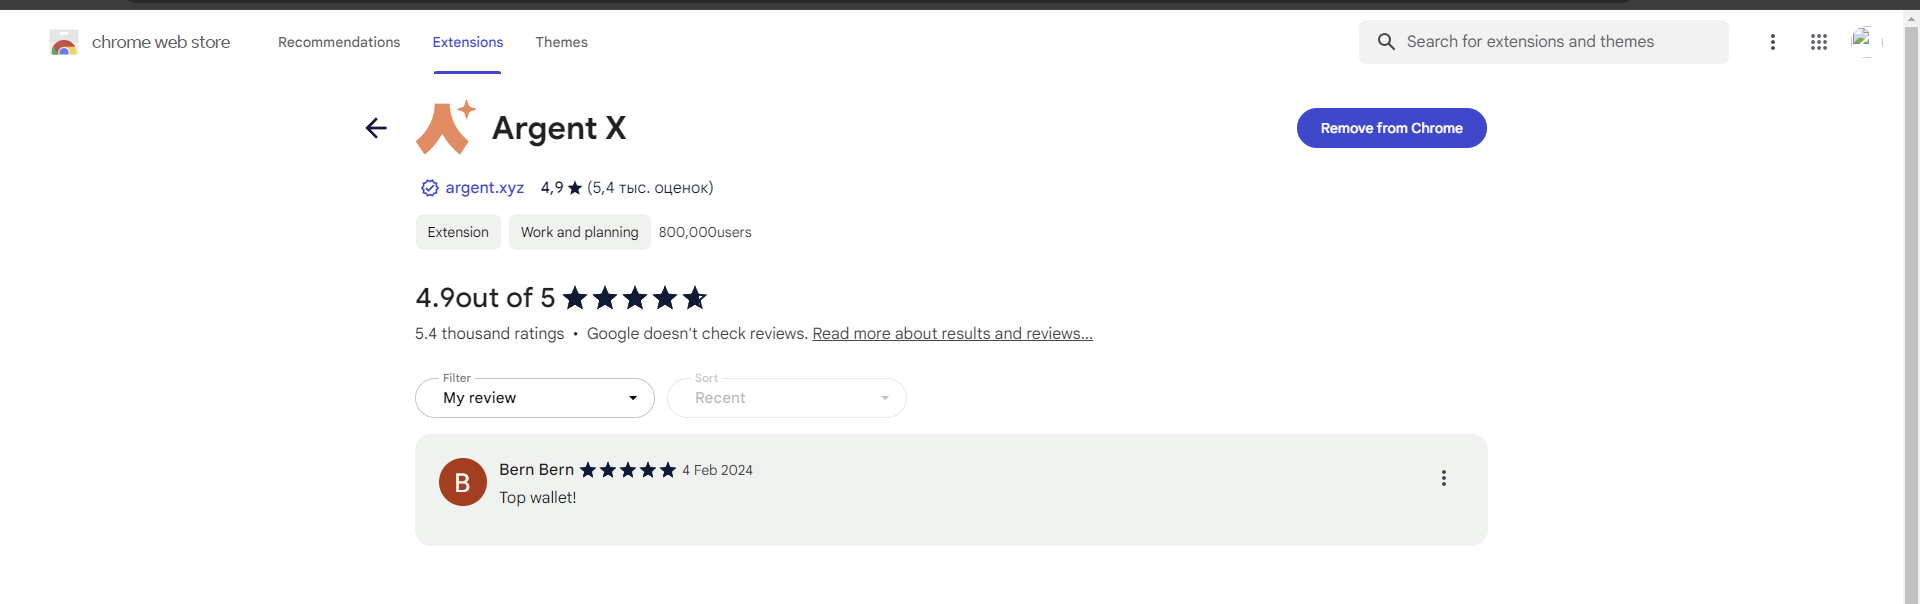 chrome web store Recommendations Extensions Themes Search for extensions and themes
Argent X Remove from Chrome
argent.xyz 4,9 ★ (5,4 тыс. оценок)
Extension Work and planning 800,000users
4.9out of 5
5.4 thousand ratings • Google doesn't check reviews. Read more about results and reviews...
Filter Sort
My review Recent
B Bern Bern 4 Feb 2024
Top wallet!